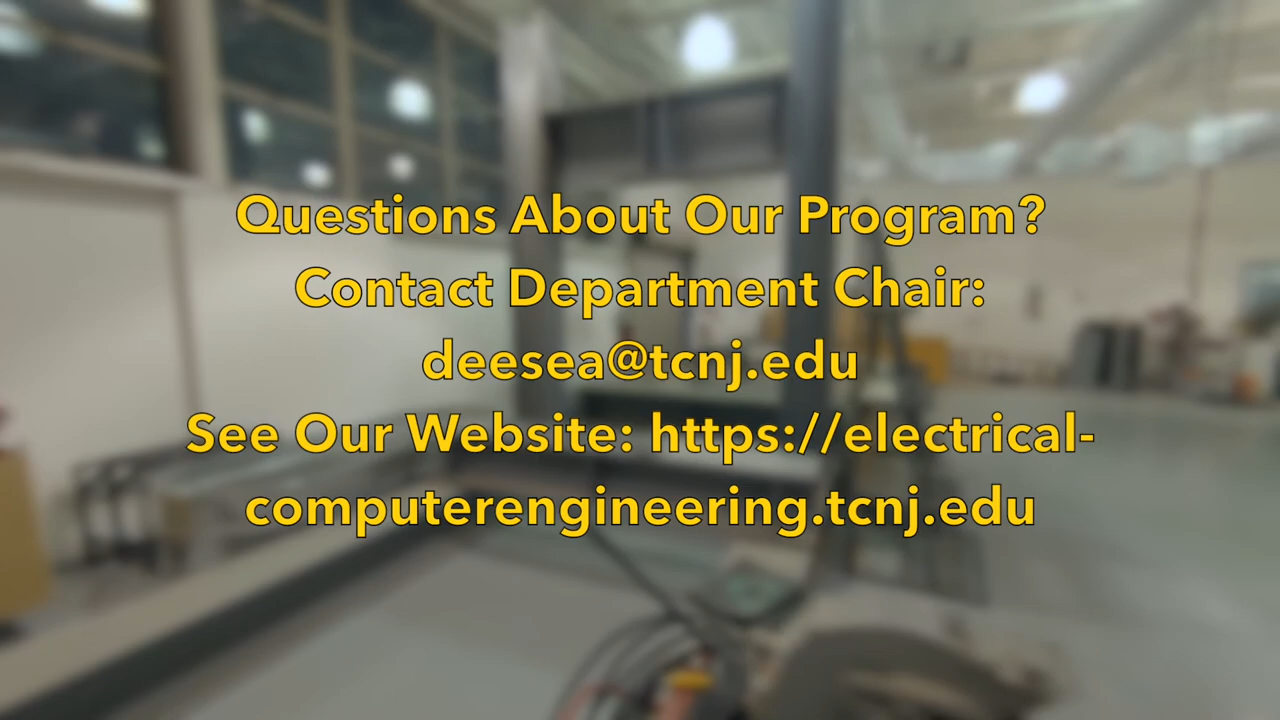 Questions About Our Program?
Contact Department Chair:
deesea@tcnj.edu
See Our Website: https://electrical-
computerengineering.tcnj.edu